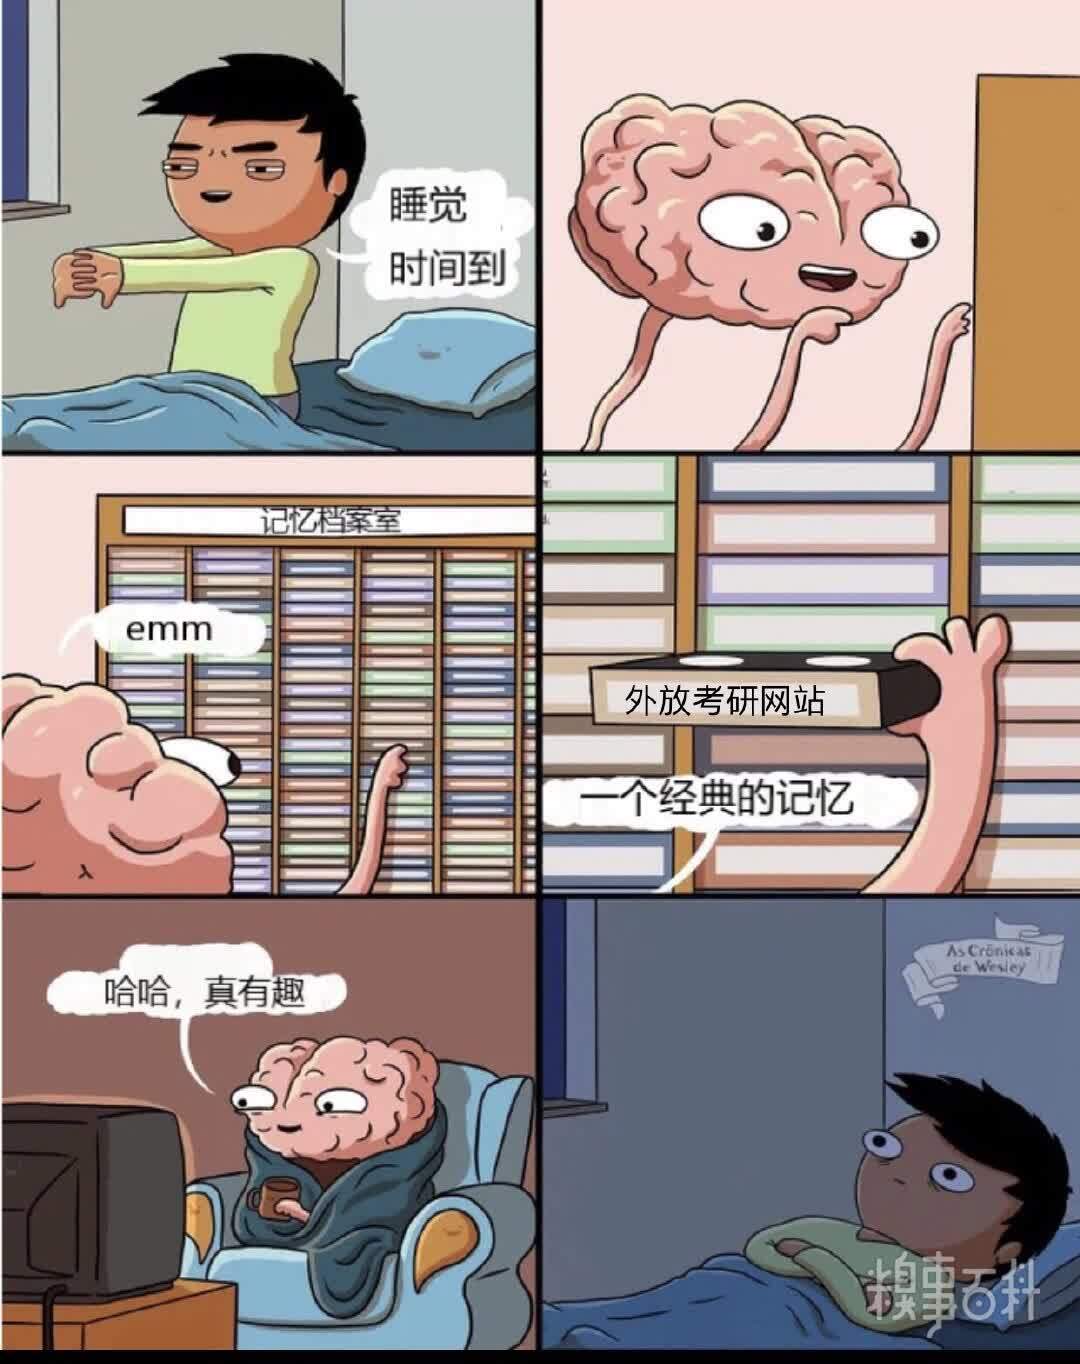 睡觉
时间到
记忆档案室
emm
外放考研网站
一个经典的记忆
哈哈，真有趣
As Crônicas
de Wesley
糗事百科